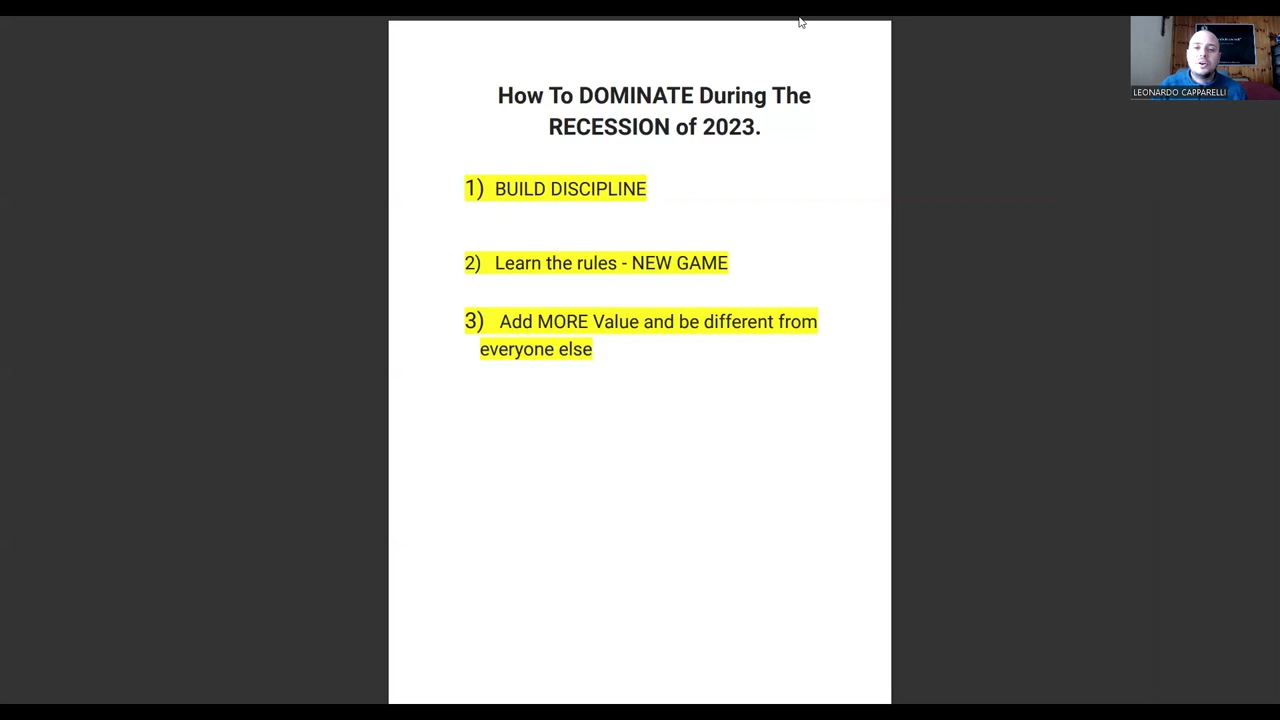 How To DOMINATE During The
RECESSION of 2023.
1) BUILD DISCIPLINE
2) Learn the rules - NEW GAME
3) Add MORE Value and be different from
everyone else
LEONARDO CAPPARELLI